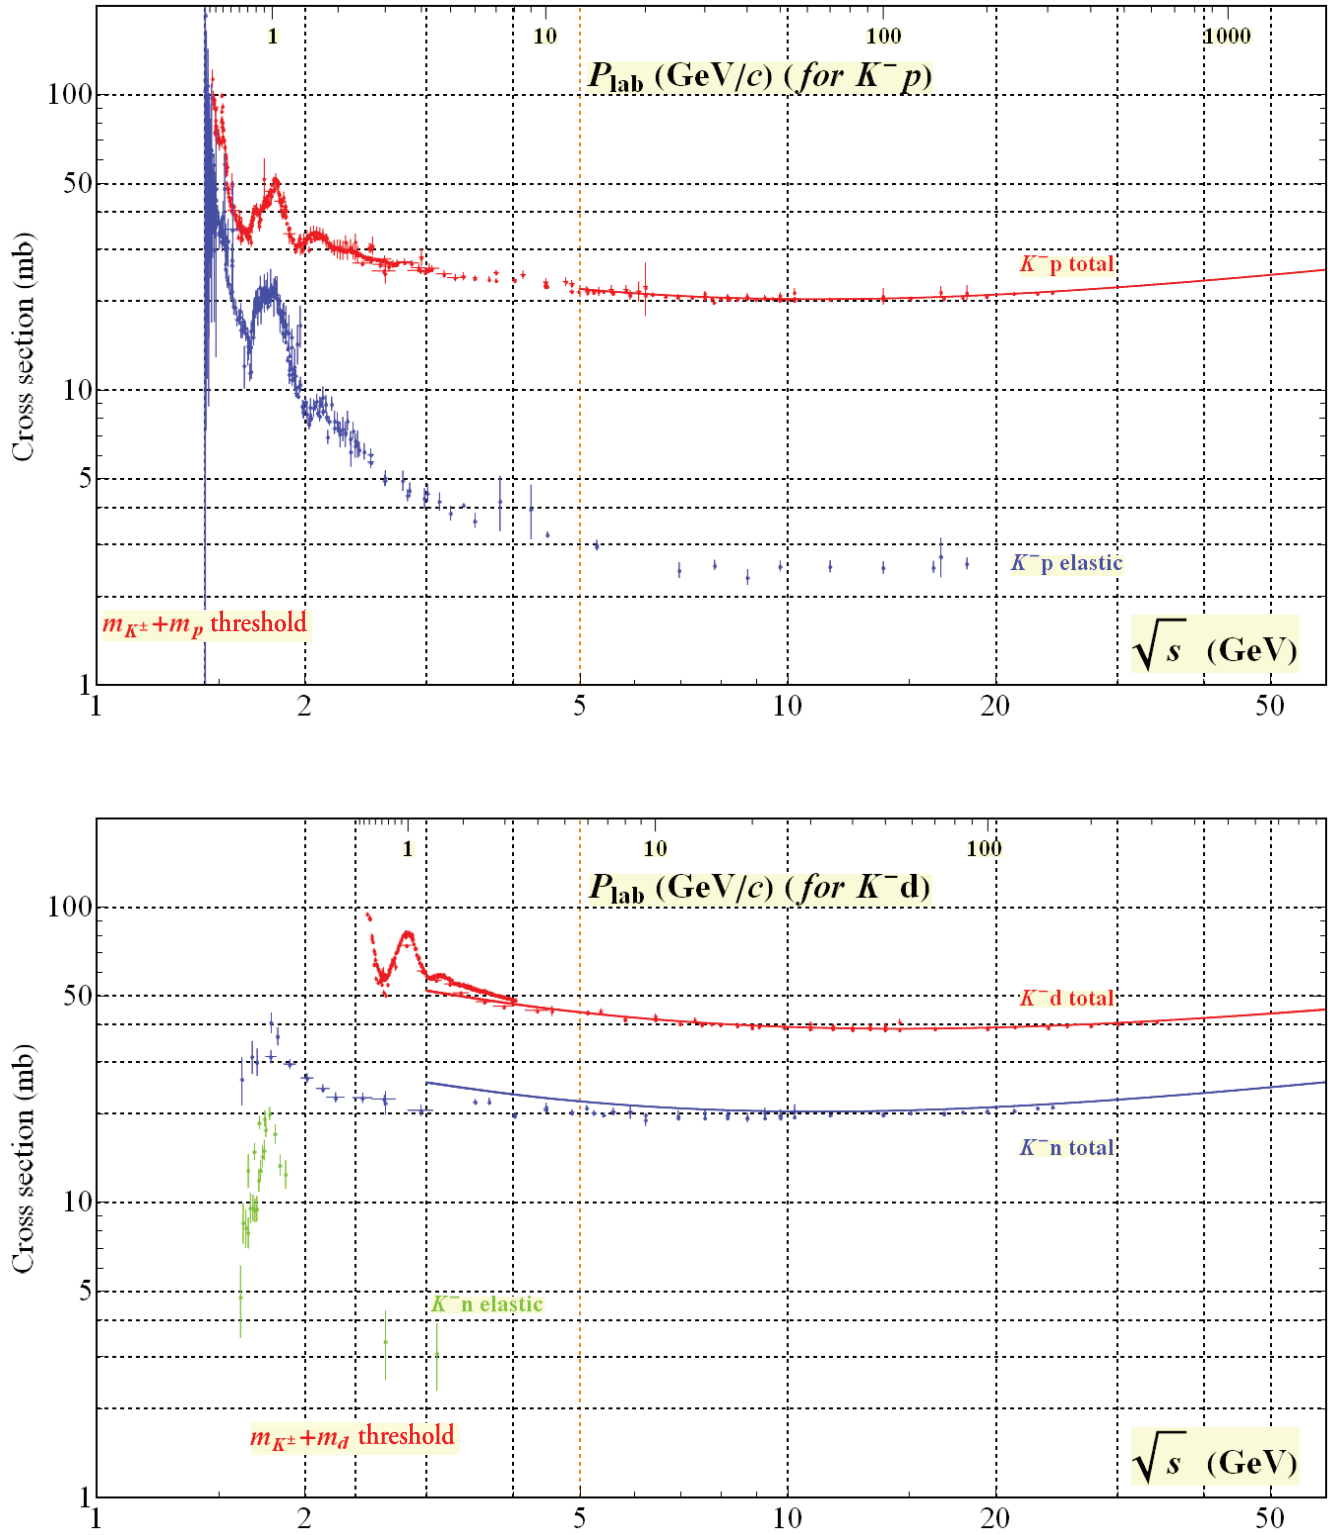 1 10 100 1000
P_lab (GeV/c) (for K⁻ p)
100
50
10
5
1
Cross section (mb)
K⁻p total
K⁻p elastic
m_K± + m_p threshold
√s (GeV)
1 2 5 10 20 50
1 10 100
P_lab (GeV/c) (for K⁻d)
100
50
10
5
1
Cross section (mb)
K⁻d total
K⁻n total
K⁻n elastic
m_K± + m_d threshold
√s (GeV)
1 2 5 10 20 50